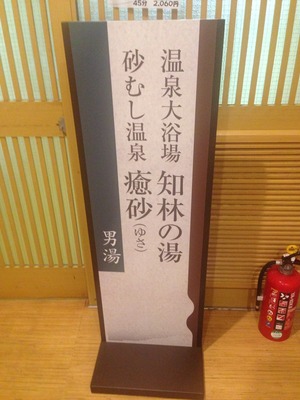 45分 2,060円
温泉大浴場 知林の湯
砂むし温泉 癒砂(ゆさ)
男湯